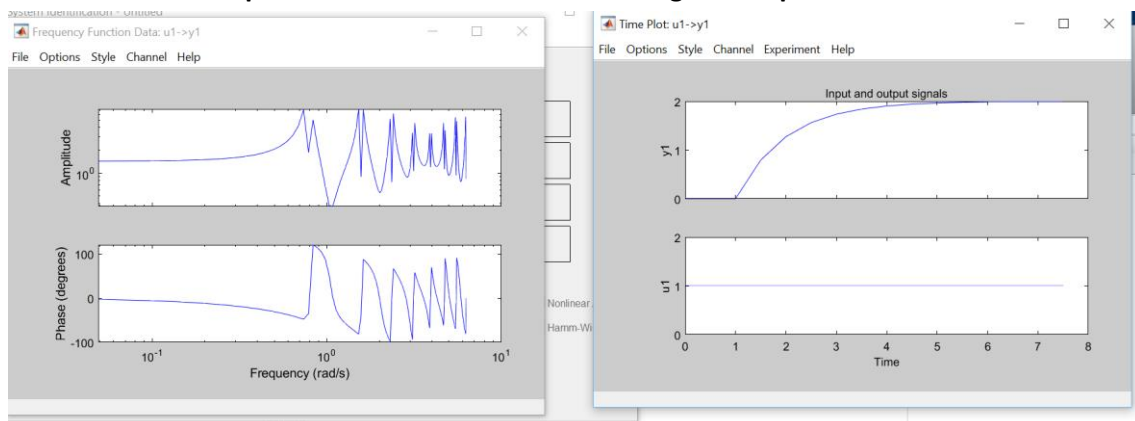 System Identification - Untitled
Frequency Function Data: u1->y1
File Options Style Channel Help
Amplitude
10^0
Phase (degrees)
100
0
-100
10^-1 10^0 10^1
Frequency (rad/s)
Nonlinear
Hamm-Wi
Time Plot: u1->y1
File Options Style Channel Experiment Help
Input and output signals
y1
2
1
0
u1
2
1
0
0 1 2 3 4 5 6 7 8
Time